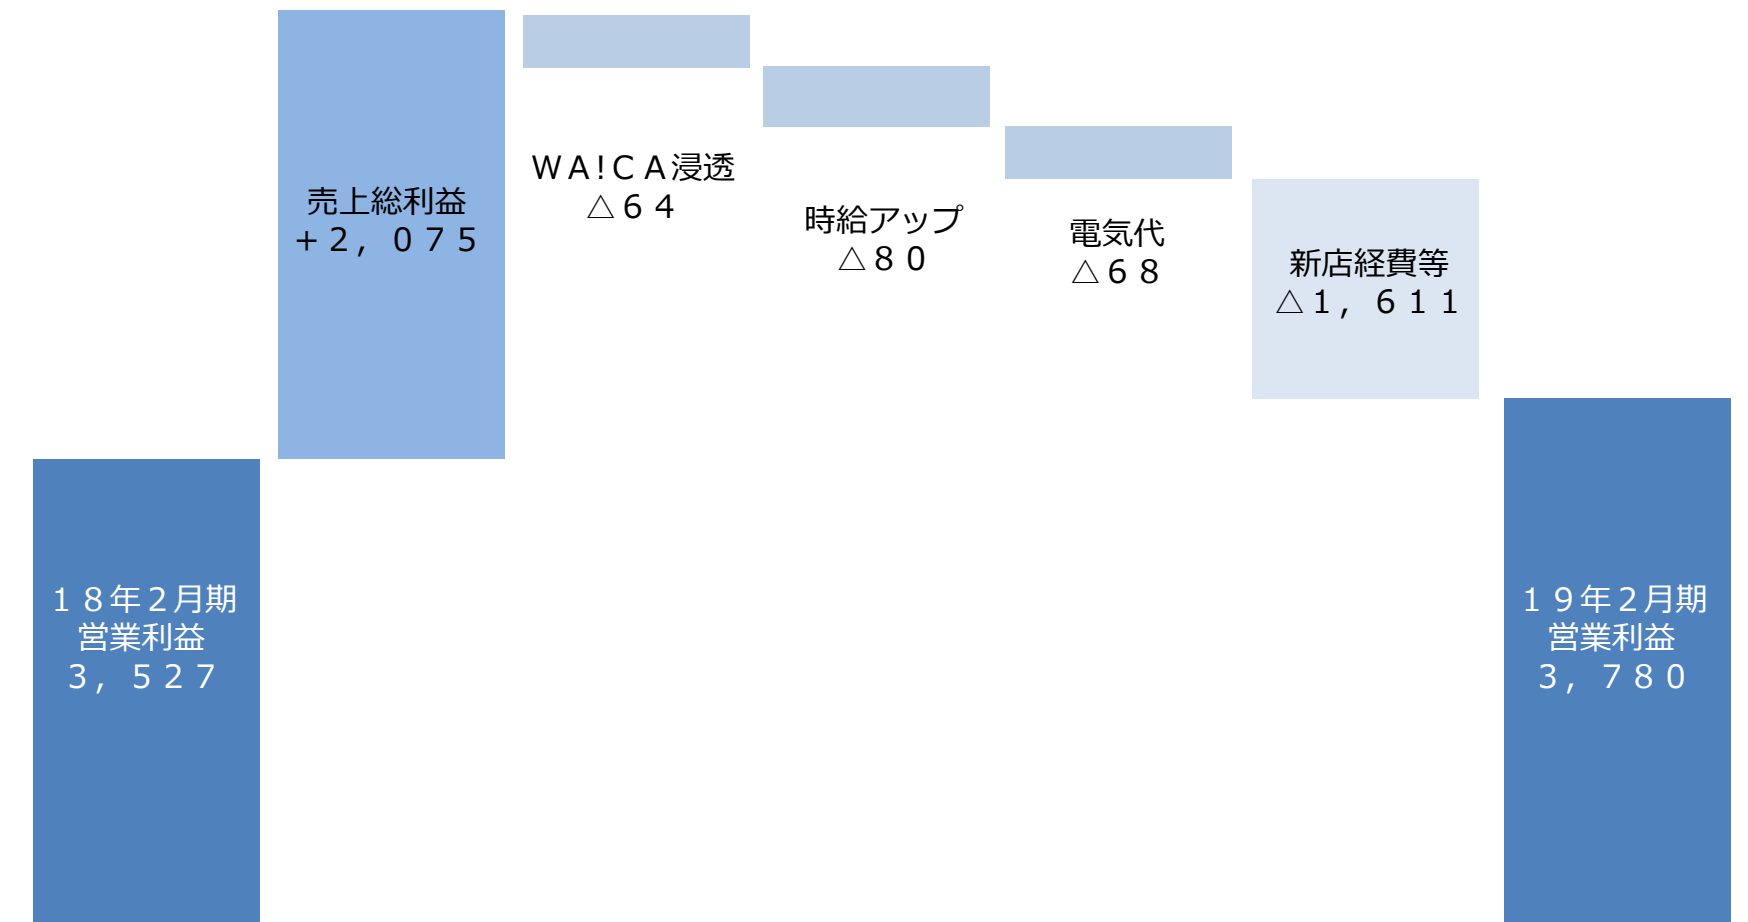 18年2月期
営業利益
3,527
売上総利益
+2,075
WA!CA浸透
△64
時給アップ
△80
電気代
△68
新店経費等
△1,611
19年2月期
営業利益
3,780